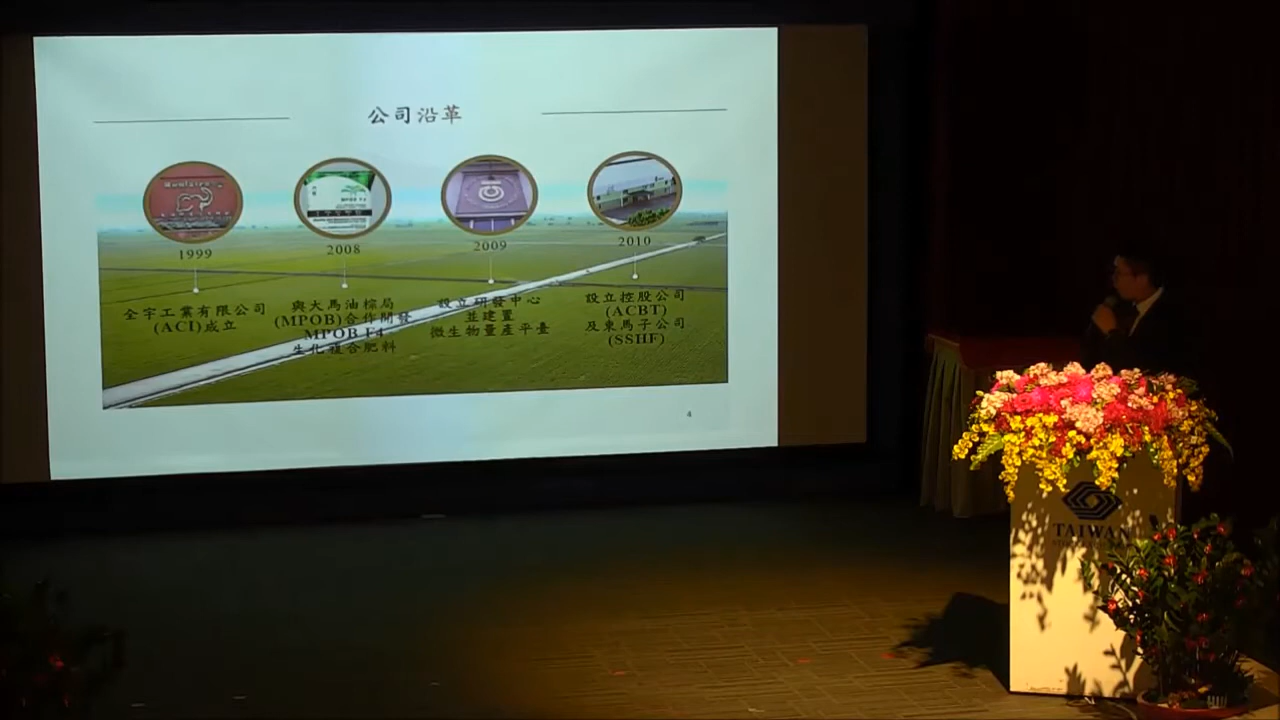 公司沿革
MPOB F4
1999
2008
2009
2010
全宇工業有限公司
(ACI)成立
與大馬油棕局
(MPOB)合作開發
MPOB F4
生化複合肥料
設立研發中心
並建置
微生物量產平臺
設立控股公司
(ACBT)
及東馬子公司
(SSHF)
4
TAIWAN